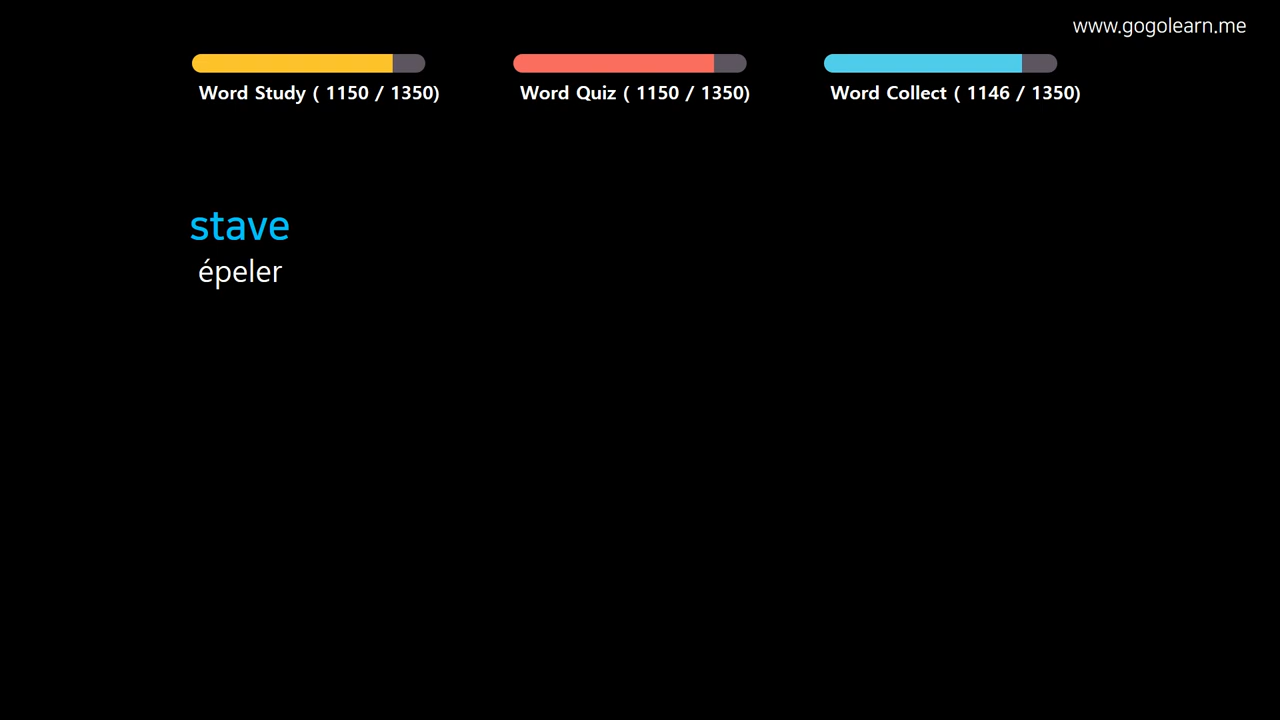 www.gogolearn.me
Word Study ( 1150 / 1350)
Word Quiz ( 1150 / 1350)
Word Collect ( 1146 / 1350)
stave
épeler